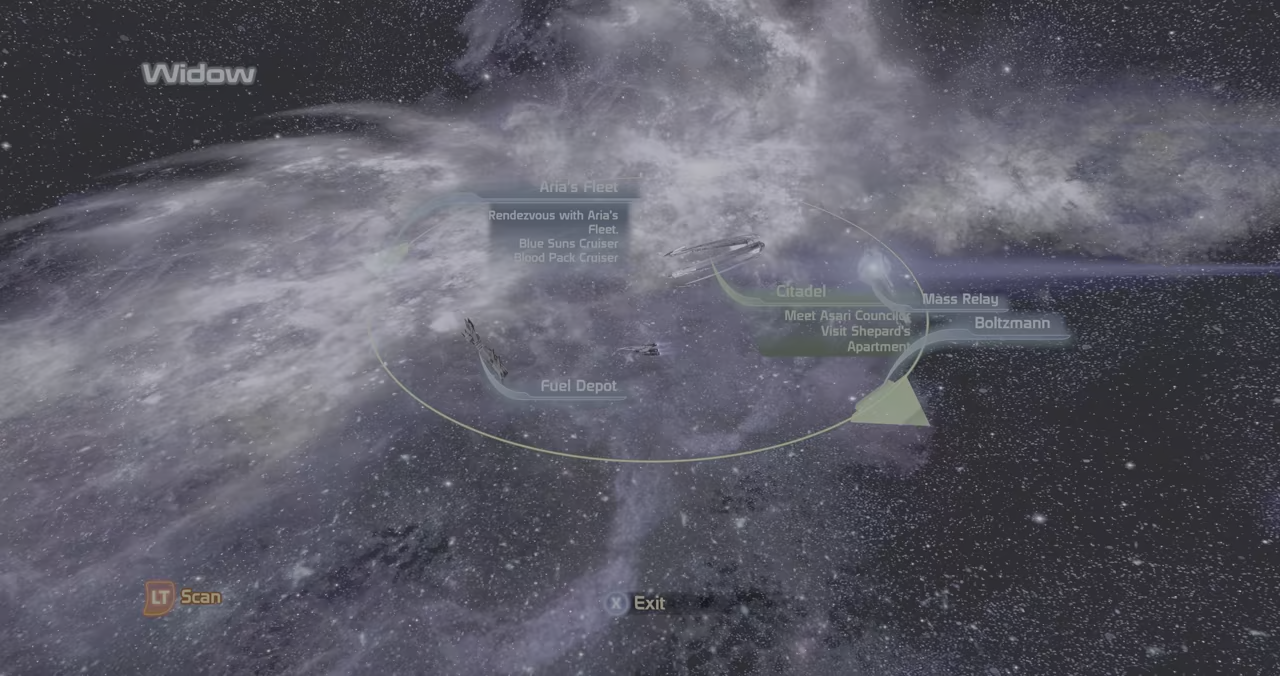 Widow
Aria's Fleet
Rendezvous with Aria's
Fleet.
Blue Suns Cruiser
Blood Pack Cruiser
Citadel
Meet Asari Councilor
Visit Shepard's
Apartment
Mass Relay
Boltzmann
Fuel Depot
LT Scan
X Exit